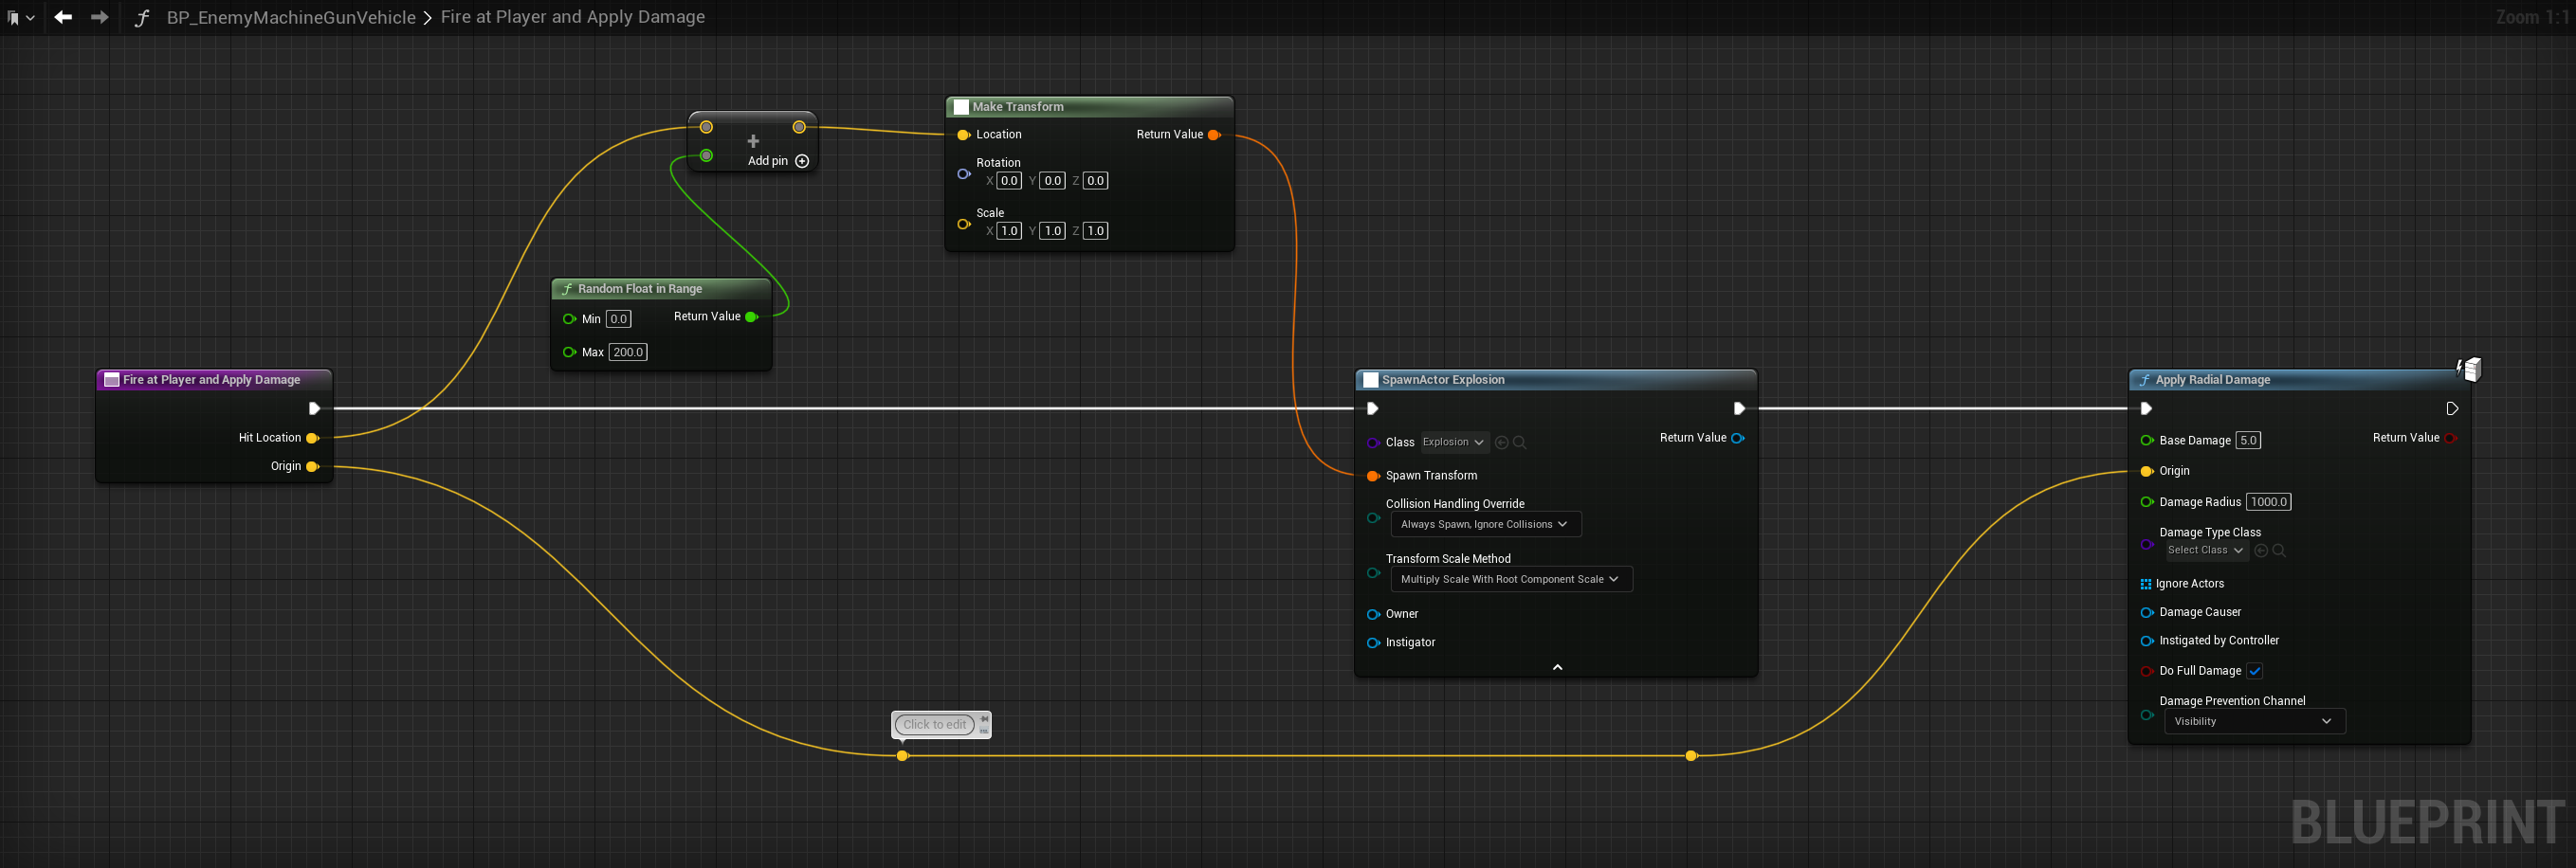 BP_EnemyMachineGunVehicle > Fire at Player and Apply Damage
Zoom 1:1
Add pin
Make Transform
Location
Return Value
Rotation
X 0.0 Y 0.0 Z 0.0
Scale
X 1.0 Y 1.0 Z 1.0
Random Float in Range
Min 0.0
Return Value
Max 200.0
Fire at Player and Apply Damage
Hit Location
Origin
SpawnActor Explosion
Class Explosion
Return Value
Spawn Transform
Collision Handling Override
Always Spawn, Ignore Collisions
Transform Scale Method
Multiply Scale With Root Component Scale
Owner
Instigator
Apply Radial Damage
Base Damage 5.0
Return Value
Origin
Damage Radius 1000.0
Damage Type Class
Select Class
Ignore Actors
Damage Causer
Instigated by Controller
Do Full Damage
Damage Prevention Channel
Visibility
Click to edit
BLUEPRINT